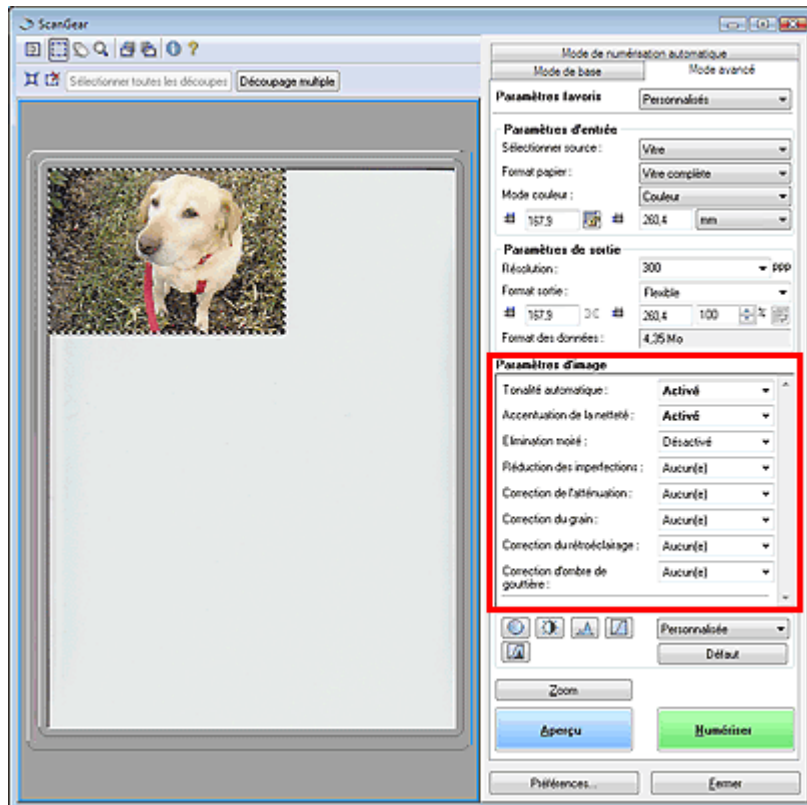 ScanGear
Sélectionner toutes les découpes Découpage multiple
Mode de numérisation automatique
Mode de base Mode avancé
Paramètres favoris Personnalisés
Paramètres d'entrée
Sélectionner source : Vitre
Format papier : Vitre complète
Mode couleur : Couleur
167,9 260,4 mm
Paramètres de sortie
Résolution : 300 ppp
Format sortie : Flexible
167,9 260,4 100 %
Format des données : 4,35 Mo
Paramètres d'image
Tonalité automatique : Activé
Accentuation de la netteté : Activé
Elimination moiré : Désactivé
Réduction des imperfections : Aucun(e)
Correction de l'atténuation : Aucun(e)
Correction du grain : Aucun(e)
Correction du rétroéclairage : Aucun(e)
Correction d'ombre de
gouttière : Aucun(e)
Personnalisée
Défaut
Zoom
Aperçu Numériser
Préférences... Fermer